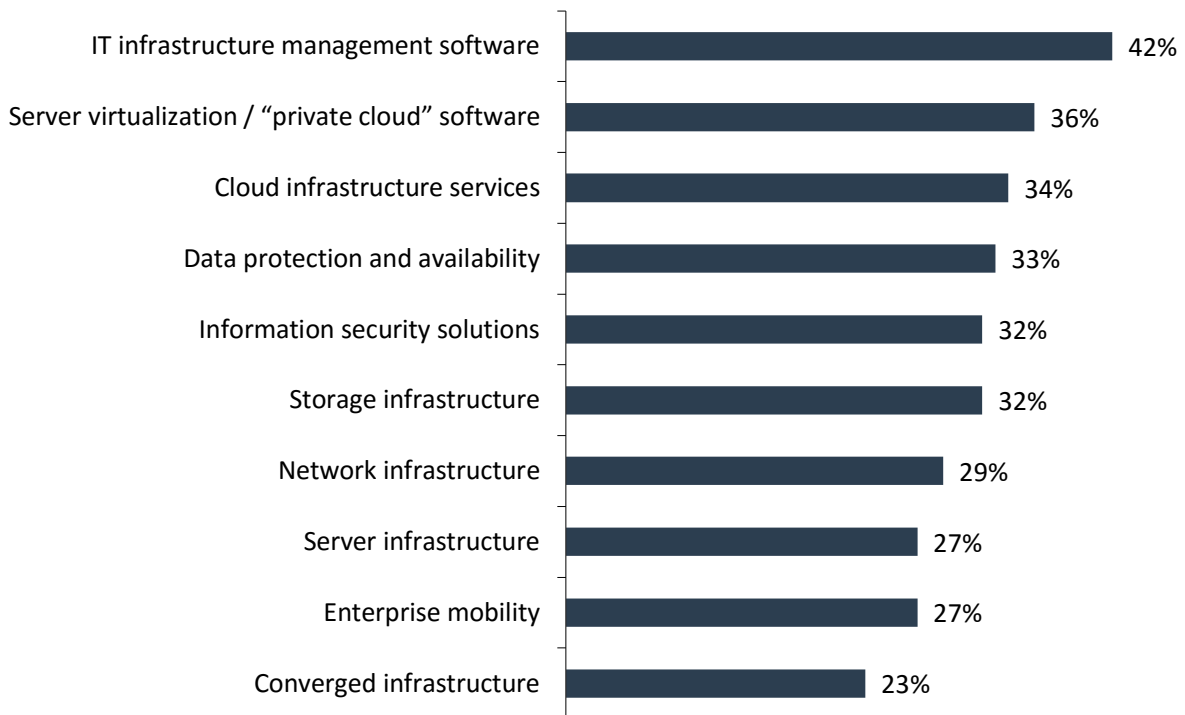 IT infrastructure management software 42%
Server virtualization / “private cloud” software 36%
Cloud infrastructure services 34%
Data protection and availability 33%
Information security solutions 32%
Storage infrastructure 32%
Network infrastructure 29%
Server infrastructure 27%
Enterprise mobility 27%
Converged infrastructure 23%